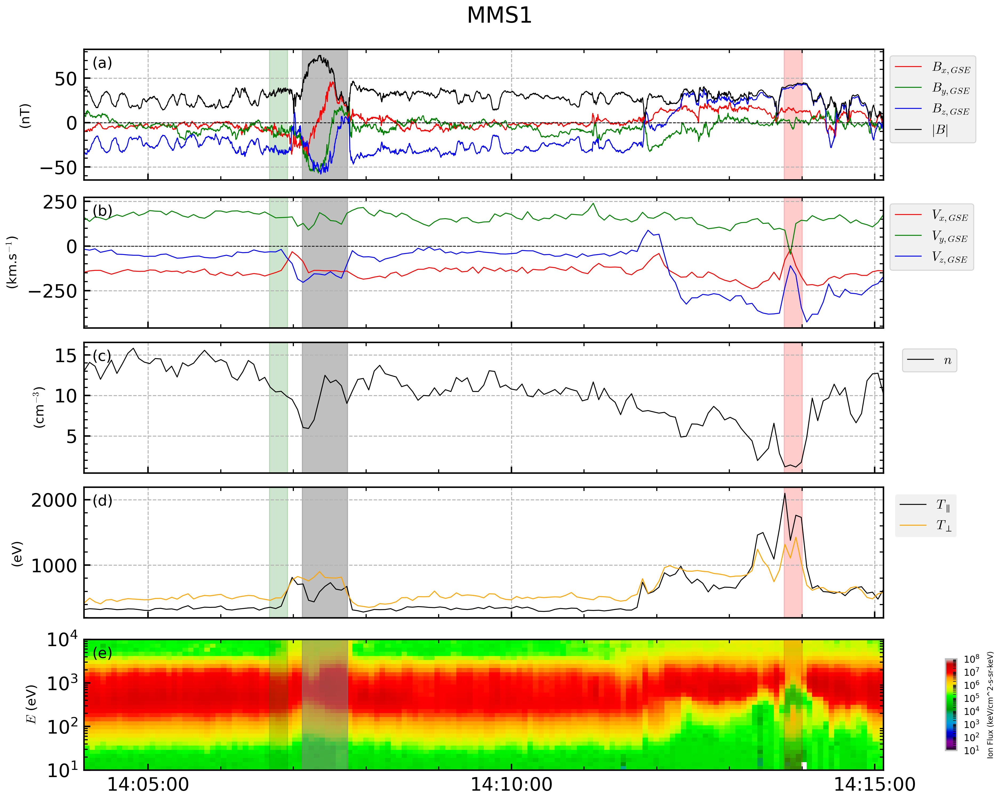 MMS1
(a)
(nT)
50
0
−50
B_{x, GSE}
B_{y, GSE}
B_{z, GSE}
|B|
(b)
(km.s^{−1})
250
0
−250
V_{x, GSE}
V_{y, GSE}
V_{z, GSE}
(c)
(cm^{−3})
15
10
5
n
(d)
(eV)
2000
1000
T_∥
T_⊥
(e)
E (eV)
10^4
10^3
10^2
10^1
14:05:00
14:10:00
14:15:00
10^8
10^7
10^6
10^5
10^4
10^3
10^2
10^1
Ion Flux (keV/cm^2-s-sr-keV)